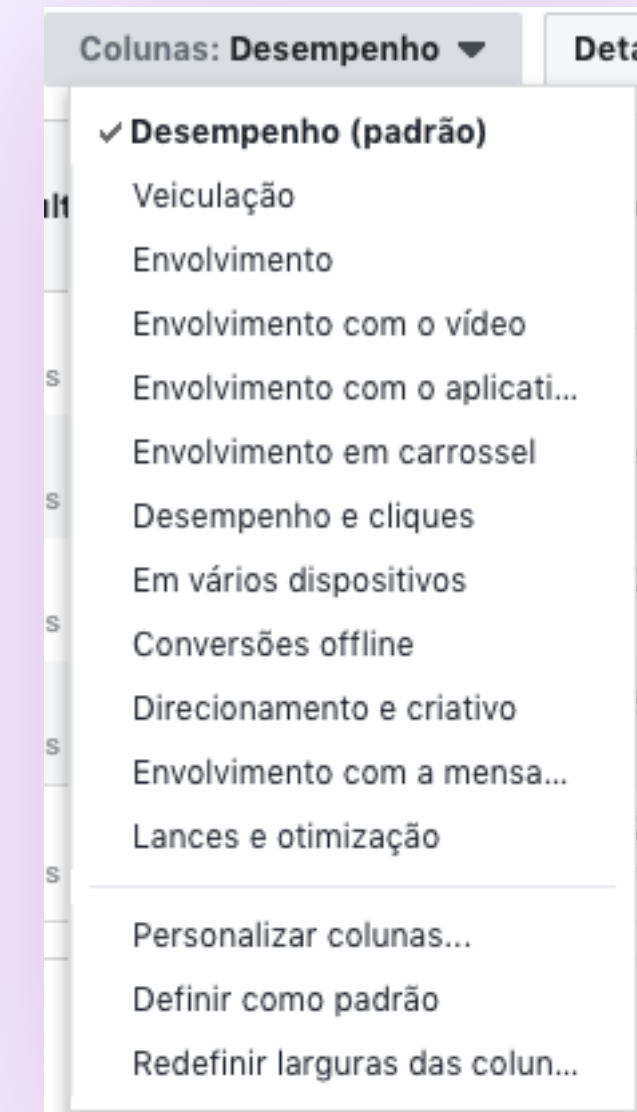 Colunas: Desempenho
Desempenho (padrão)
Veiculação
Envolvimento
Envolvimento com o vídeo
Envolvimento com o aplicati...
Envolvimento em carrossel
Desempenho e cliques
Em vários dispositivos
Conversões offline
Direcionamento e criativo
Envolvimento com a mensa...
Lances e otimização
Personalizar colunas...
Definir como padrão
Redefinir larguras das colun...